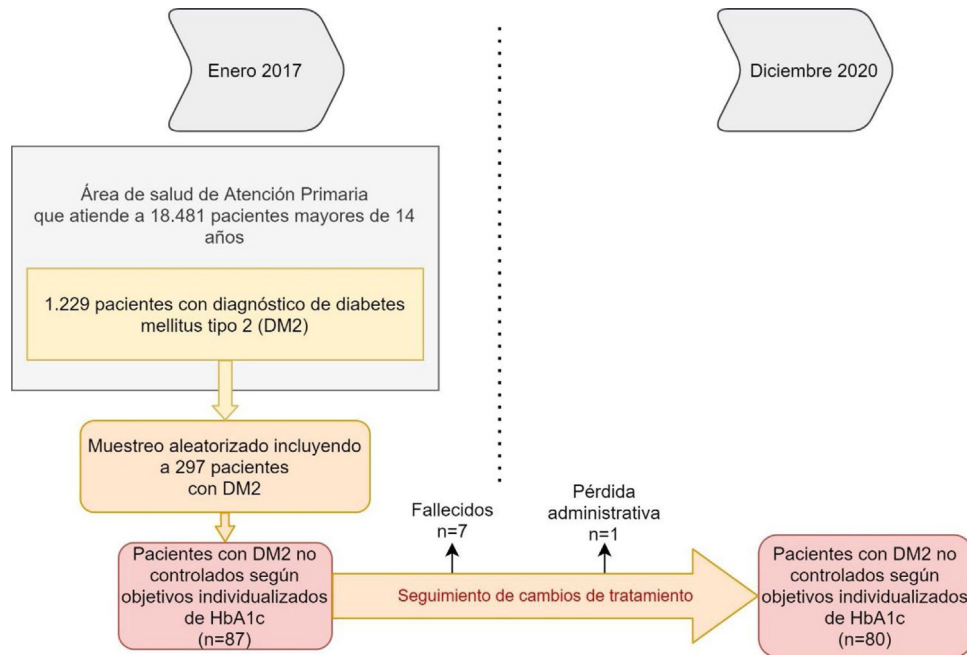 Enero 2017
Diciembre 2020
Área de salud de Atención Primaria
que atiende a 18.481 pacientes mayores de 14
años
1.229 pacientes con diagnóstico de diabetes
mellitus tipo 2 (DM2)
Muestreo aleatorizado incluyendo
a 297 pacientes
con DM2
Fallecidos
n=7
Pérdida
administrativa
n=1
Pacientes con DM2 no
controlados según
objetivos individualizados
de HbA1c
(n=87)
Seguimiento de cambios de tratamiento
Pacientes con DM2 no
controlados según
objetivos individualizados
de HbA1c
(n=80)